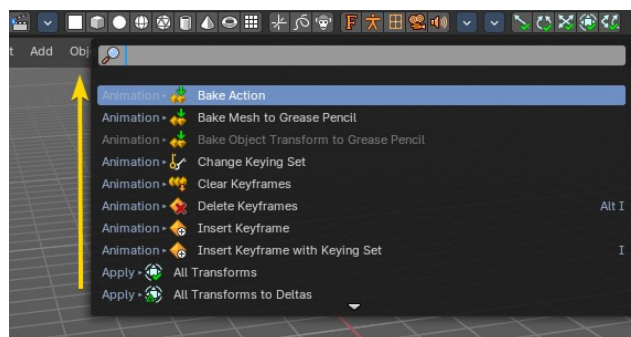 t Add Obj
Animation ▸ Bake Action
Animation ▸ Bake Mesh to Grease Pencil
Animation ▸ Bake Object Transform to Grease Pencil
Animation ▸ Change Keying Set
Animation ▸ Clear Keyframes
Animation ▸ Delete Keyframes Alt I
Animation ▸ Insert Keyframe
Animation ▸ Insert Keyframe with Keying Set I
Apply ▸ All Transforms
Apply ▸ All Transforms to Deltas